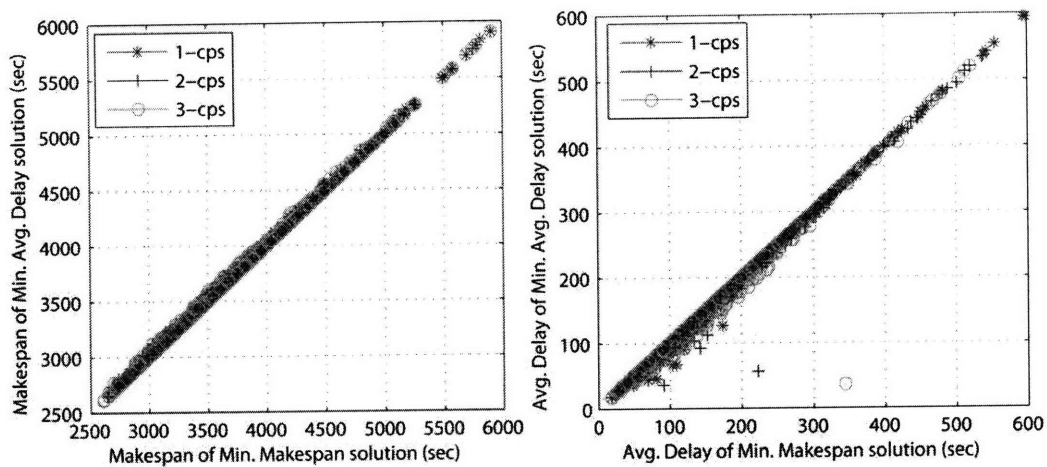 Makespan of Min. Avg. Delay solution (sec)
6000
5500
5000
4500
4000
3500
3000
2500
1-cps
2-cps
3-cps
2500 3000 3500 4000 4500 5000 5500 6000
Makespan of Min. Makespan solution (sec)
Avg. Delay of Min. Avg. Delay solution (sec)
600
500
400
300
200
100
0
1-cps
2-cps
3-cps
0 100 200 300 400 500 600
Avg. Delay of Min. Makespan solution (sec)